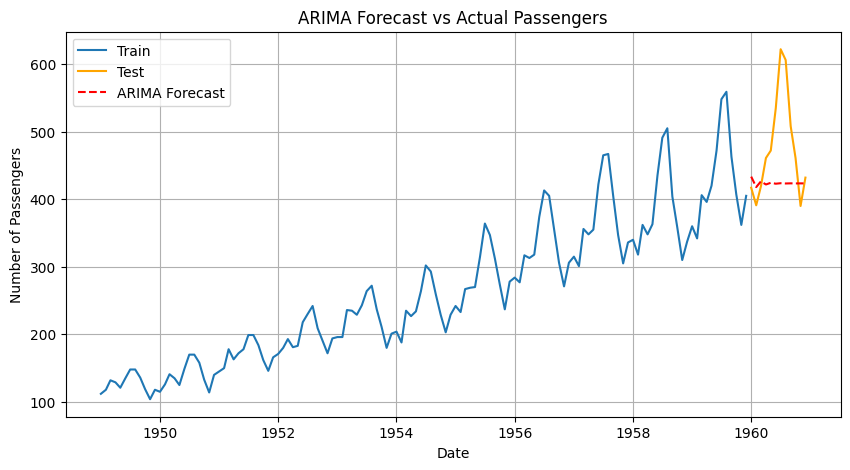 ARIMA Forecast vs Actual Passengers
Train
Test
ARIMA Forecast
Number of Passengers
600
500
400
300
200
100
1950
1952
1954
1956
1958
1960
Date